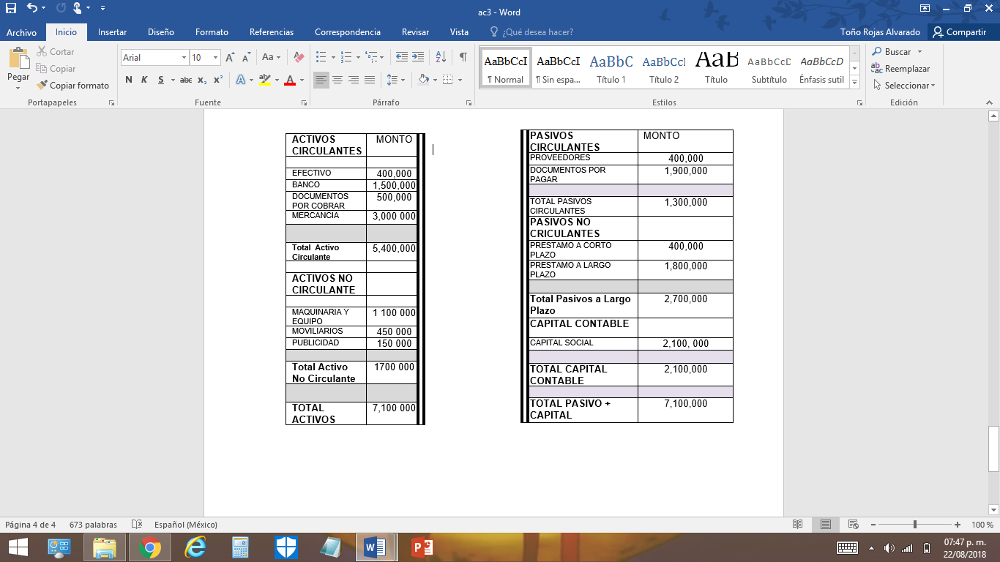 ac3 - Word
Archivo Inicio Insertar Diseño Formato Referencias Correspondencia Revisar Vista ¿Qué desea hacer? Toño Rojas Alvarado Compartir
Pegar
Cortar
Copiar
Copiar formato
Portapapeles
Arial 10
N K S abc x₂ x²
Fuente
Párrafo
AaBbCcI AaBbCcI AaBbC AaBbCcI AaB AaBbCcD AaBbCcD
¶ Normal ¶ Sin espa... Título 1 Título 2 Título Subtítulo Énfasis sutil
Estilos
Buscar
Reemplazar
Seleccionar
Edición
ACTIVOS MONTO
CIRCULANTES
EFECTIVO 400,000
BANCO 1,500,000
DOCUMENTOS 500,000
POR COBRAR
MERCANCIA 3,000 000
Total Activo 5,400,000
Circulante
ACTIVOS NO
CIRCULANTE
MAQUINARIA Y 1 100 000
EQUIPO
MOVILIARIOS 450 000
PUBLICIDAD 150 000
Total Activo 1700 000
No Circulante
TOTAL 7,100 000
ACTIVOS
PASIVOS MONTO
CIRCULANTES
PROVEEDORES 400,000
DOCUMENTOS POR 1,900,000
PAGAR
TOTAL PASIVOS 1,300,000
CIRCULANTES
PASIVOS NO
CRICULANTES
PRESTAMO A CORTO 400,000
PLAZO
PRESTAMO A LARGO 1,800,000
PLAZO
Total Pasivos a Largo 2,700,000
Plazo
CAPITAL CONTABLE
CAPITAL SOCIAL 2,100, 000
TOTAL CAPITAL 2,100,000
CONTABLE
TOTAL PASIVO + 7,100,000
CAPITAL
Página 4 de 4 673 palabras Español (México) 100 %
07:47 p. m.
22/08/2018